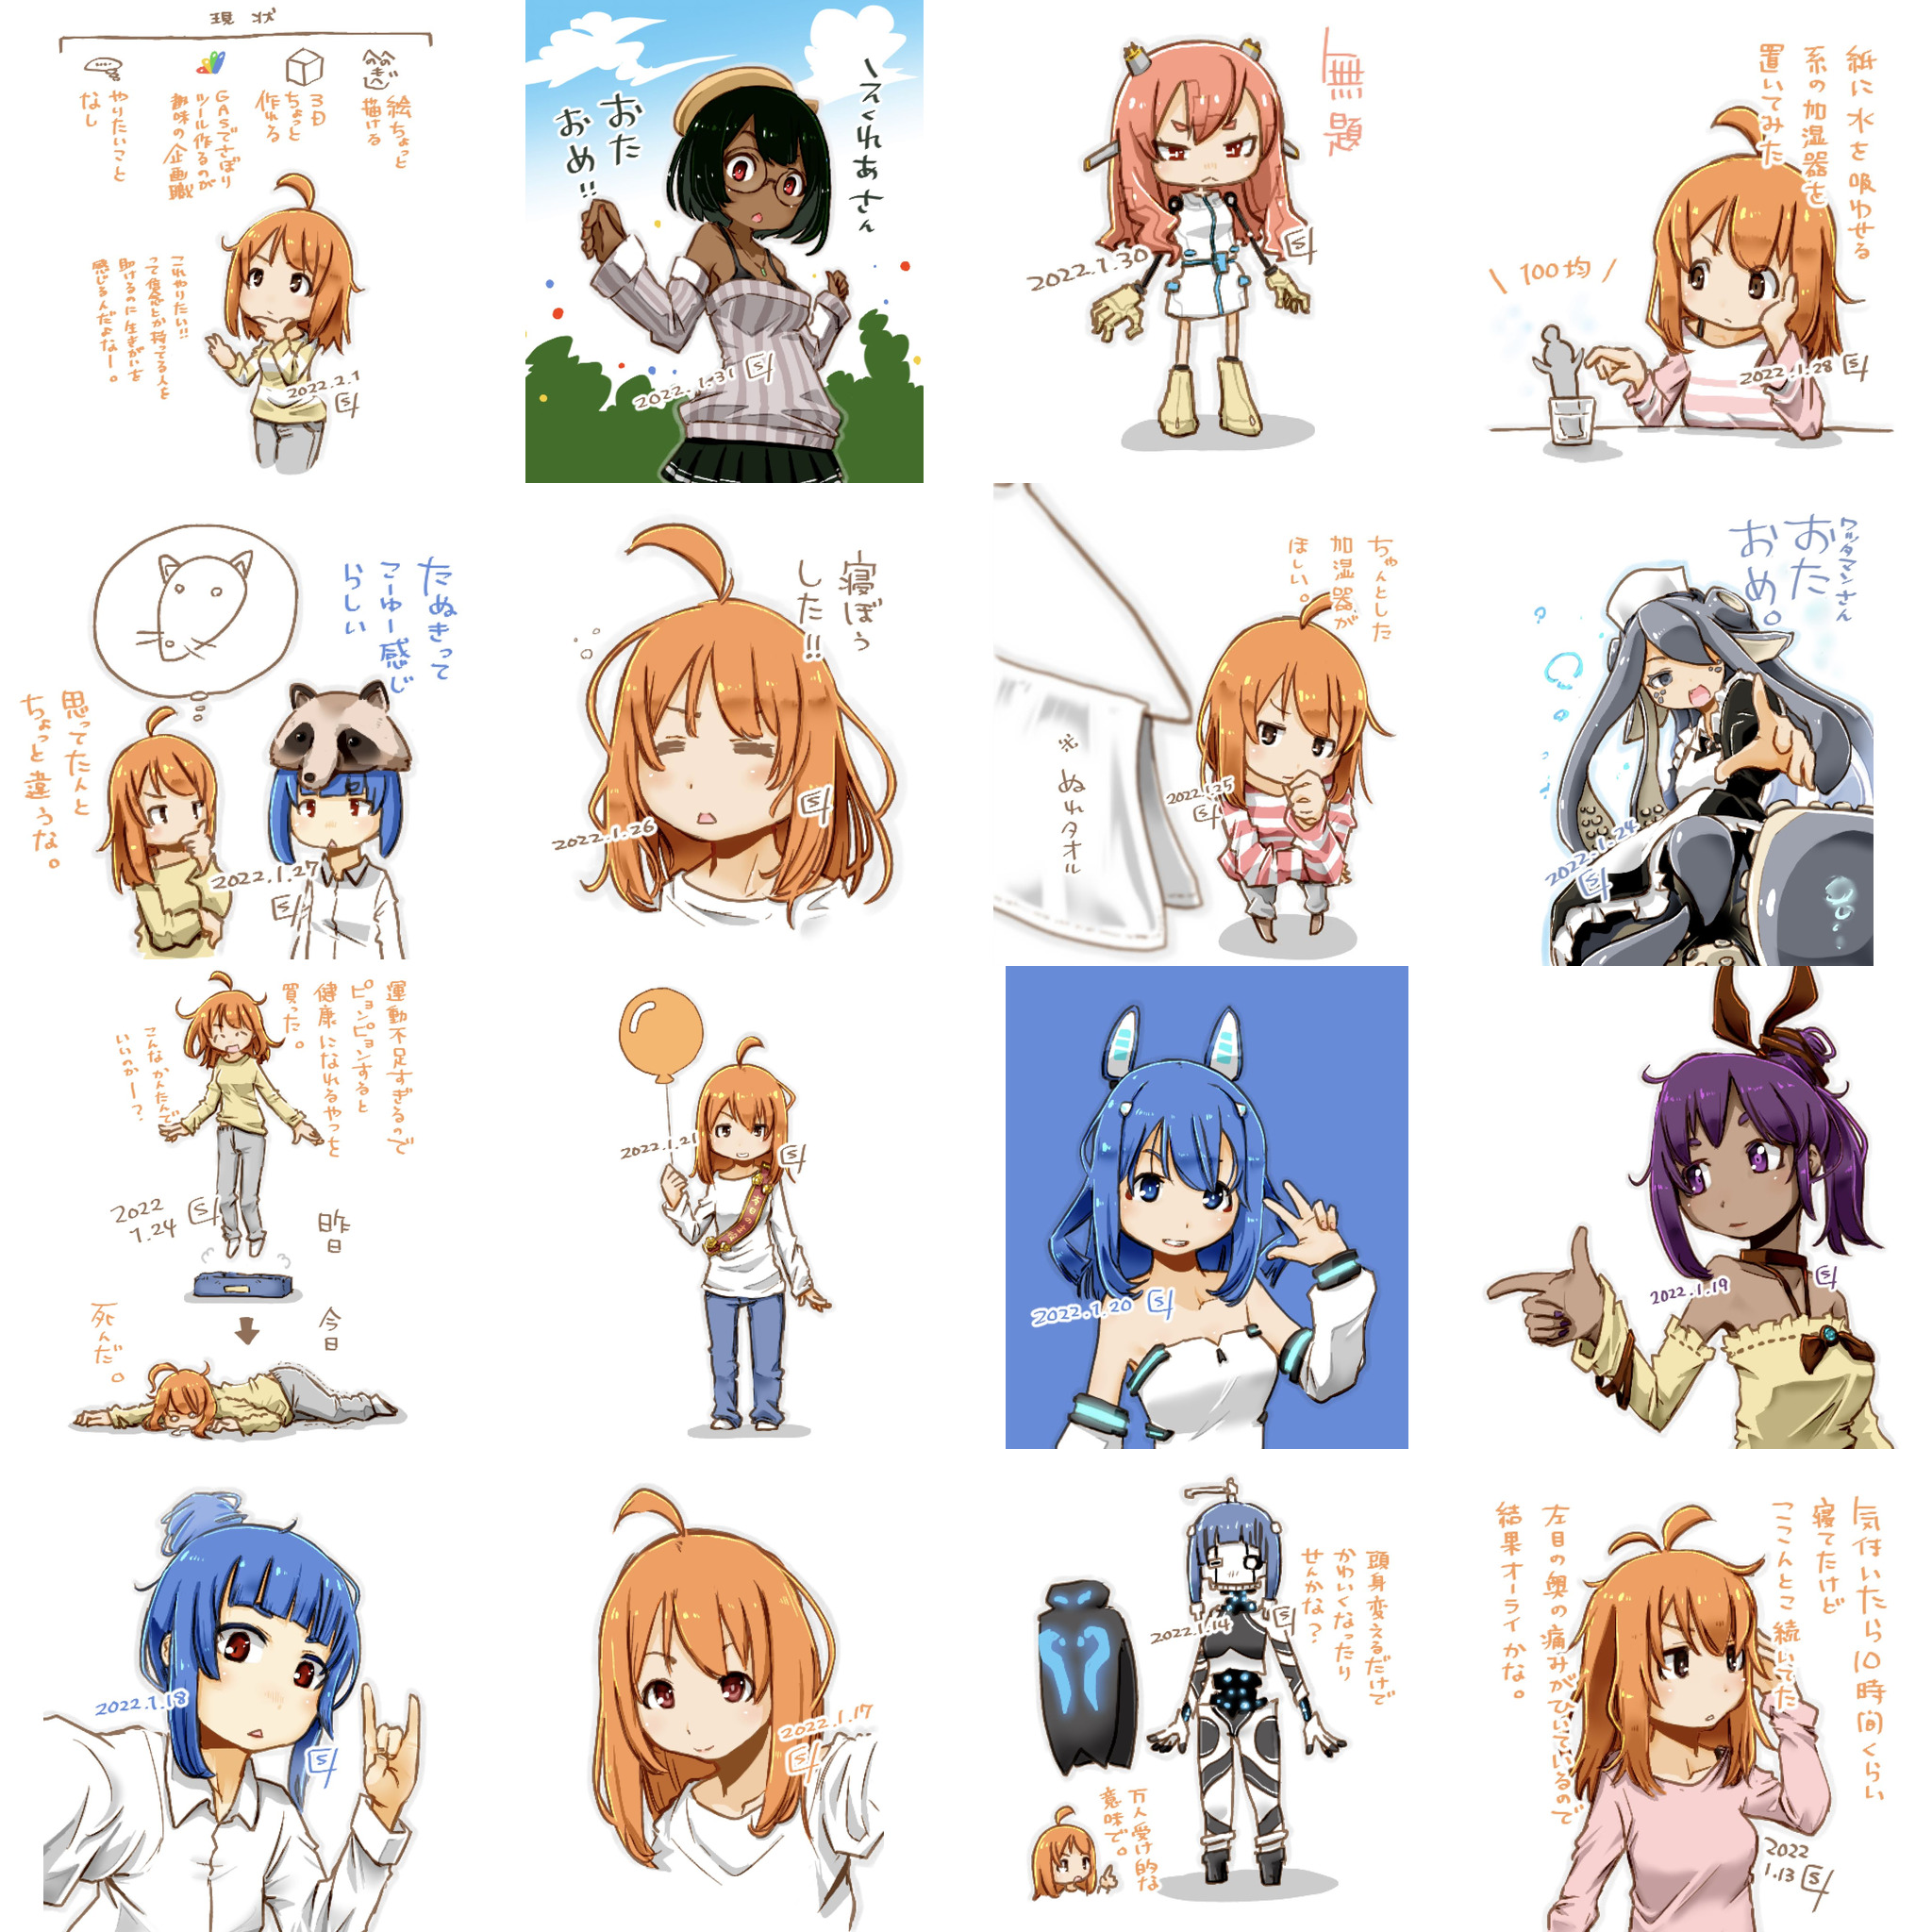 現状
絵ちょっと
描ける
3D
ちょっと
作れる
GASでさぼり
ツール作るのが
趣味の企画職
やりたいこと
なし
これやりたい!!
って信念とか持ってる人を
助けるのに生きがいを
感じるんだよなー。
2022.2.1
えくれあさん
おた
おめ!!
2022.1.31
無題
2022.1.30
紙に水を吸わせる
系の加湿器を
置いてみた
100均
2022.1.28
たぬきって
こーゆー感じ
らしい
思ってたんと
ちょっと違うな。
2022.1.27
寝ぼう
した!!
2022.1.26
ちゃんとした
加湿器が
ほしい。
※ぬれタオル
2022.1.25
ワッタマンさん
おた
おめ。
2022.1.24
運動不足すぎるので
ピョンピョンすると
健康になれるやつを
買った。
こんなかんたんで
いいのかー?
2022
1.24
昨日
今日
死んだ。
2022.1.21
2022.1.20
2022.1.19
2022.1.18
2022.1.17
頭身変えるだけで
かわいくなったり
せんかな?
2022.1.14
万人受け的な
意味で。
気付いたら10時間くらい
寝てたけど
ここんとこ続いてた
左目の奥の痛みがひいているので
結果オーライかな。
2022
1.13